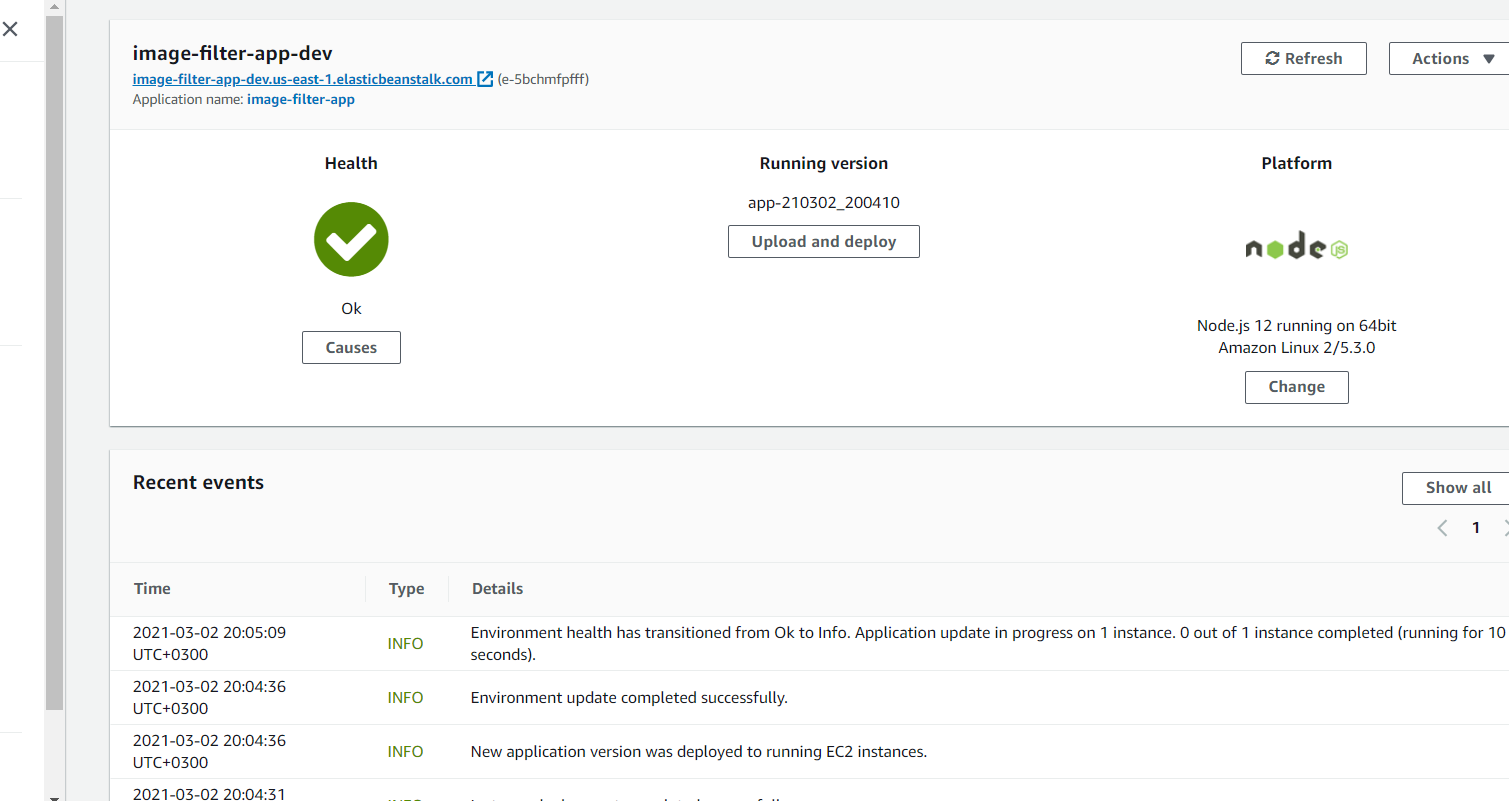 image-filter-app-dev
image-filter-app-dev.us-east-1.elasticbeanstalk.com (e-5bchmfpfff)
Application name: image-filter-app
Refresh
Actions
Health
Ok
Causes
Running version
app-210302_200410
Upload and deploy
Platform
node JS
Node.js 12 running on 64bit
Amazon Linux 2/5.3.0
Change
Recent events
Show all
1
Time Type Details
2021-03-02 20:05:09
UTC+0300
INFO
Environment health has transitioned from Ok to Info. Application update in progress on 1 instance. 0 out of 1 instance completed (running for 10
seconds).
2021-03-02 20:04:36
UTC+0300
INFO
Environment update completed successfully.
2021-03-02 20:04:36
UTC+0300
INFO
New application version was deployed to running EC2 instances.
2021-03-02 20:04:31